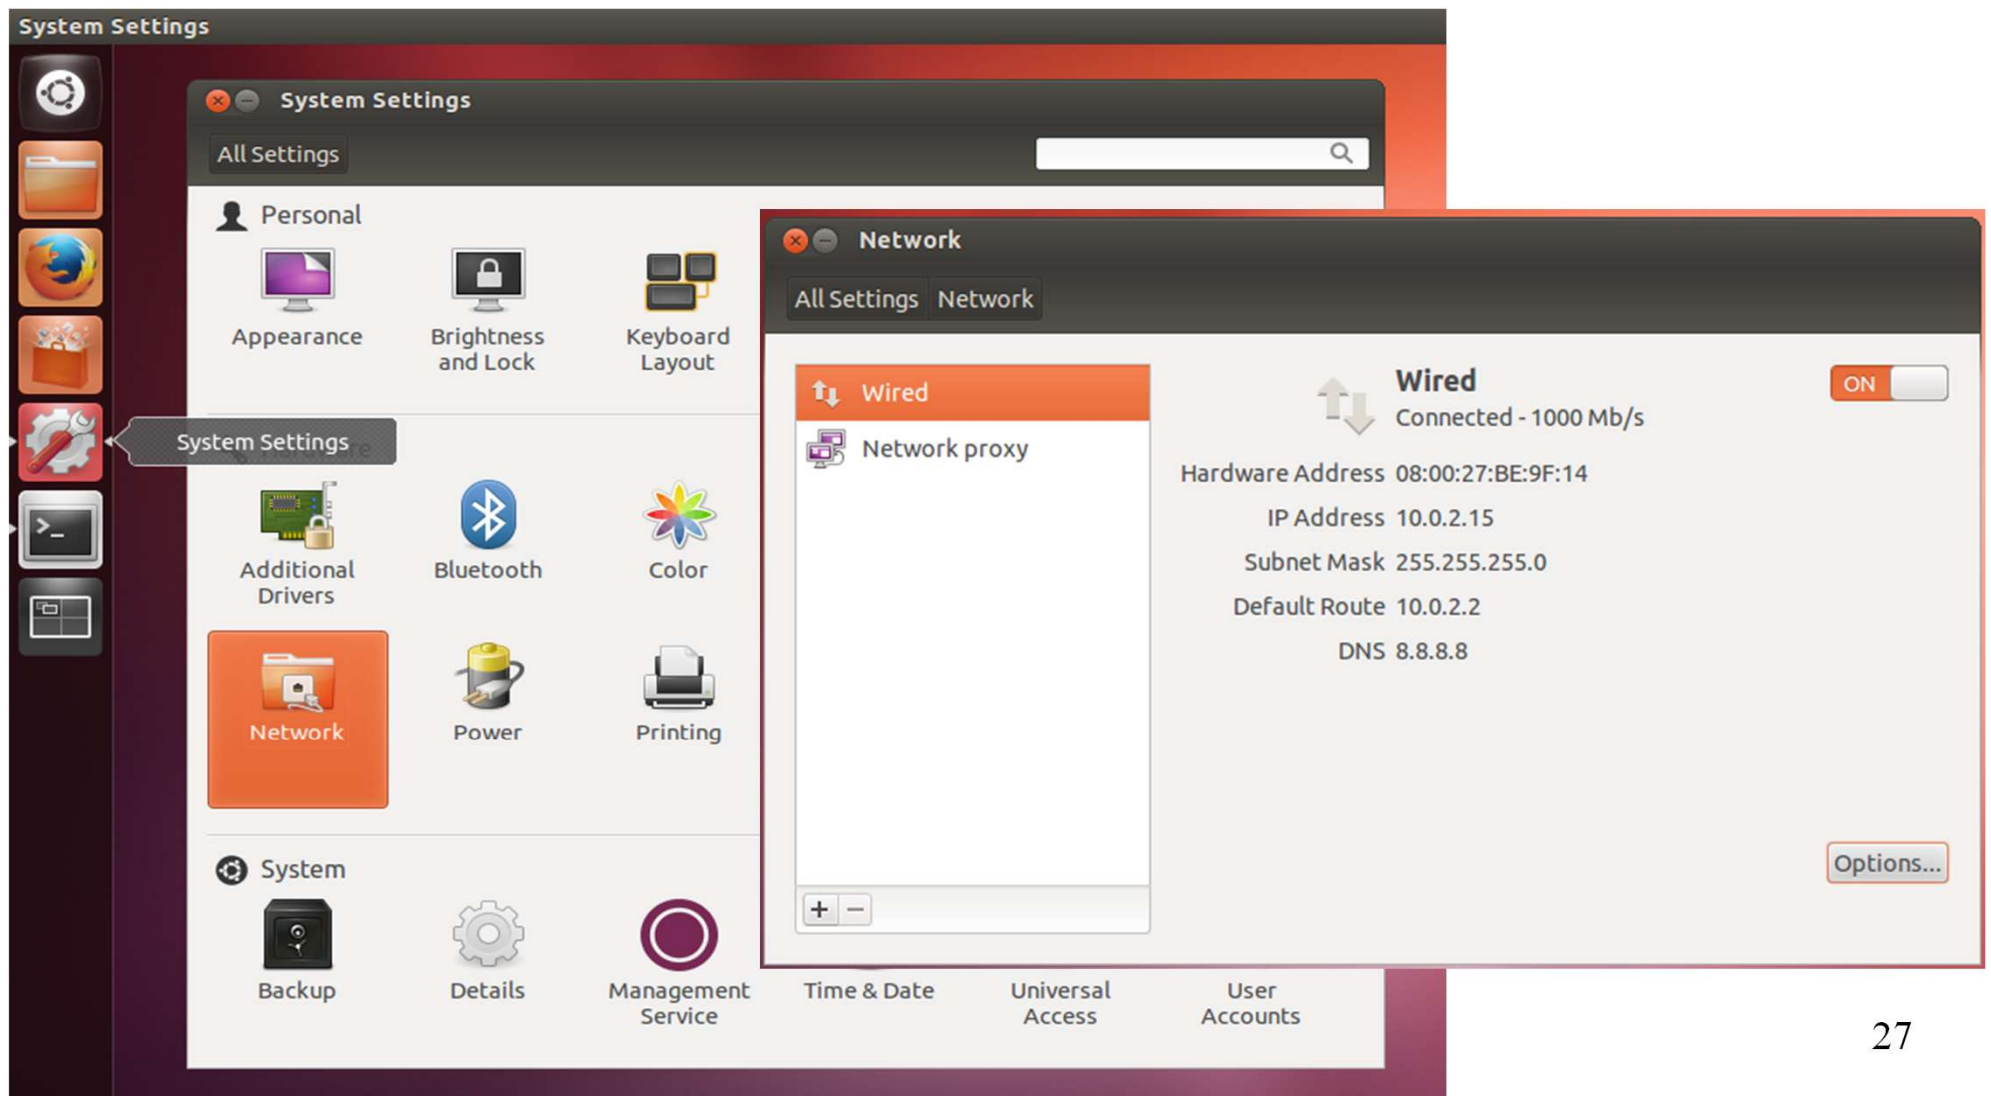 System Settings
System Settings
All Settings
Personal
Appearance
Brightness
and Lock
Keyboard
Layout
System Settings
Additional
Drivers
Bluetooth
Color
Network
Power
Printing
System
Backup
Details
Management
Service
Time & Date
Universal
Access
User
Accounts
Network
All Settings Network
Wired
Network proxy
Wired
ON
Connected - 1000 Mb/s
Hardware Address 08:00:27:BE:9F:14
IP Address 10.0.2.15
Subnet Mask 255.255.255.0
Default Route 10.0.2.2
DNS 8.8.8.8
Options...
27